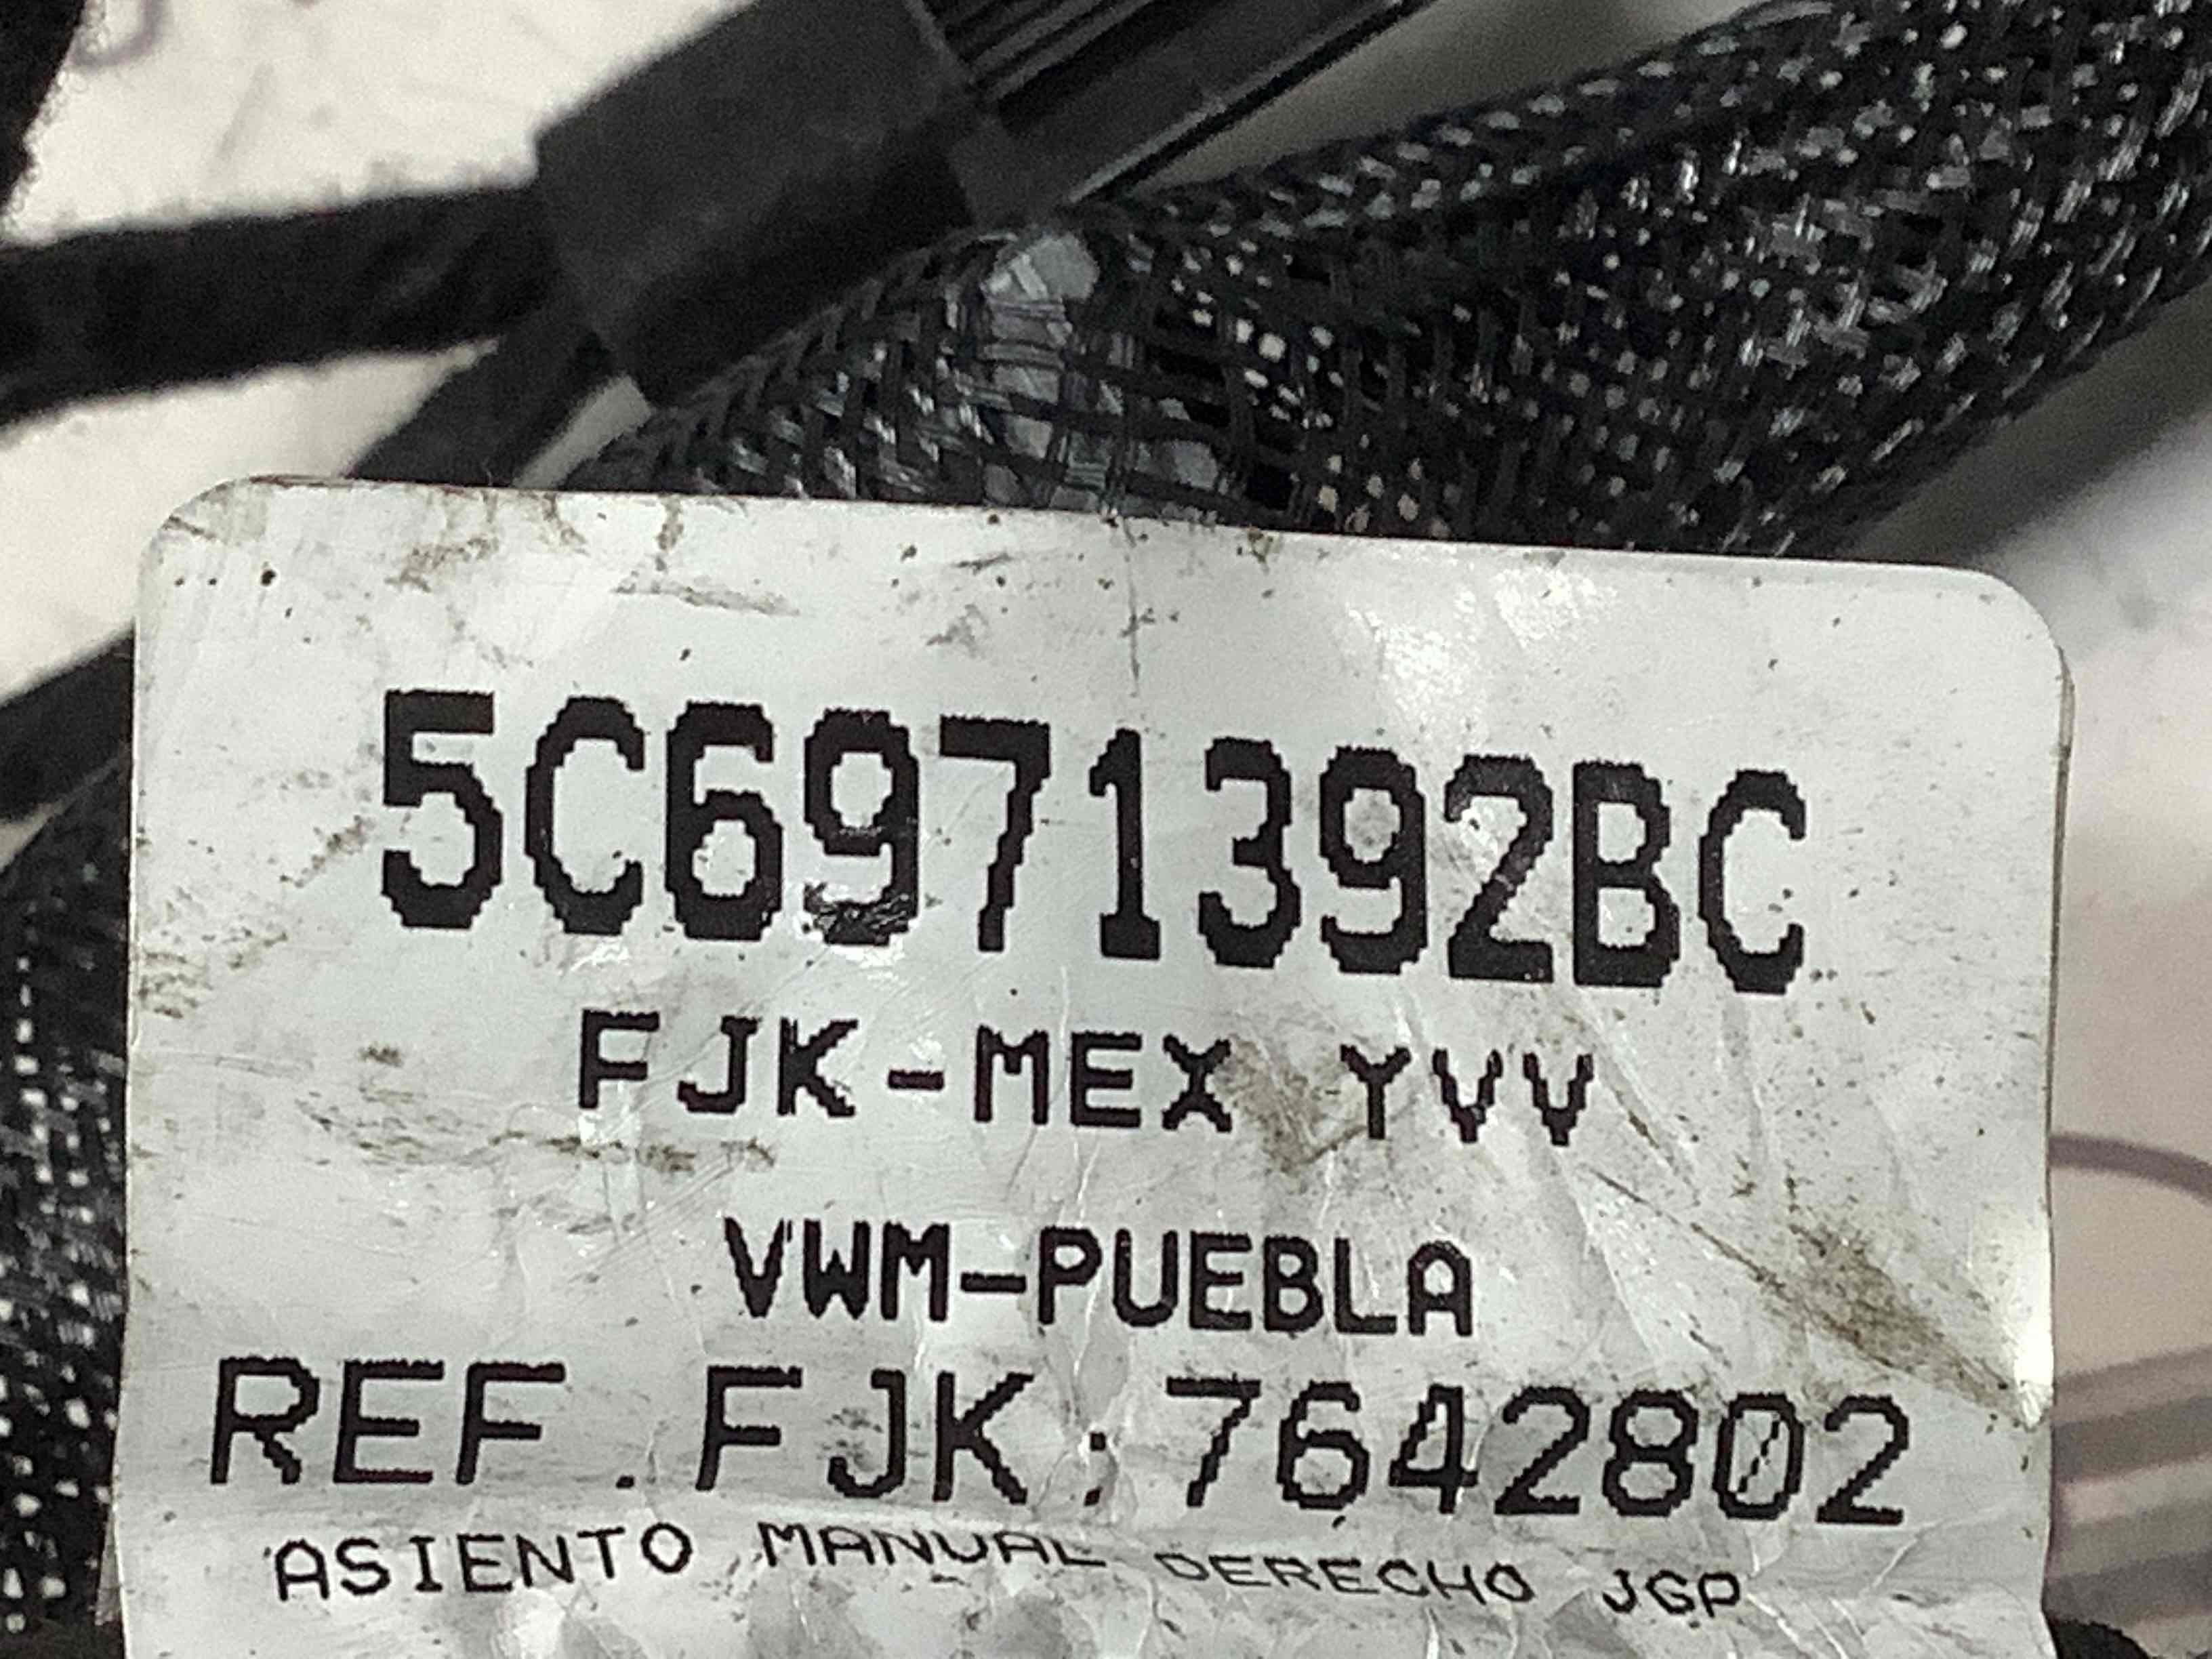 5C6971392BC
FJK-MEX YVV
VWM-PUEBLA
REF.FJK:7642802
ASIENTO MANUAL DERECHO JGP